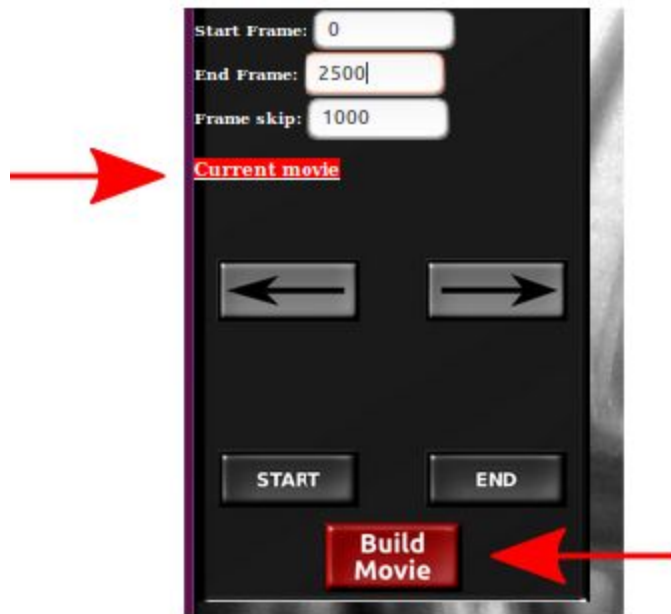 Start Frame: 0
End Frame: 2500
Frame skip: 1000
Current movie
START END
Build
Movie